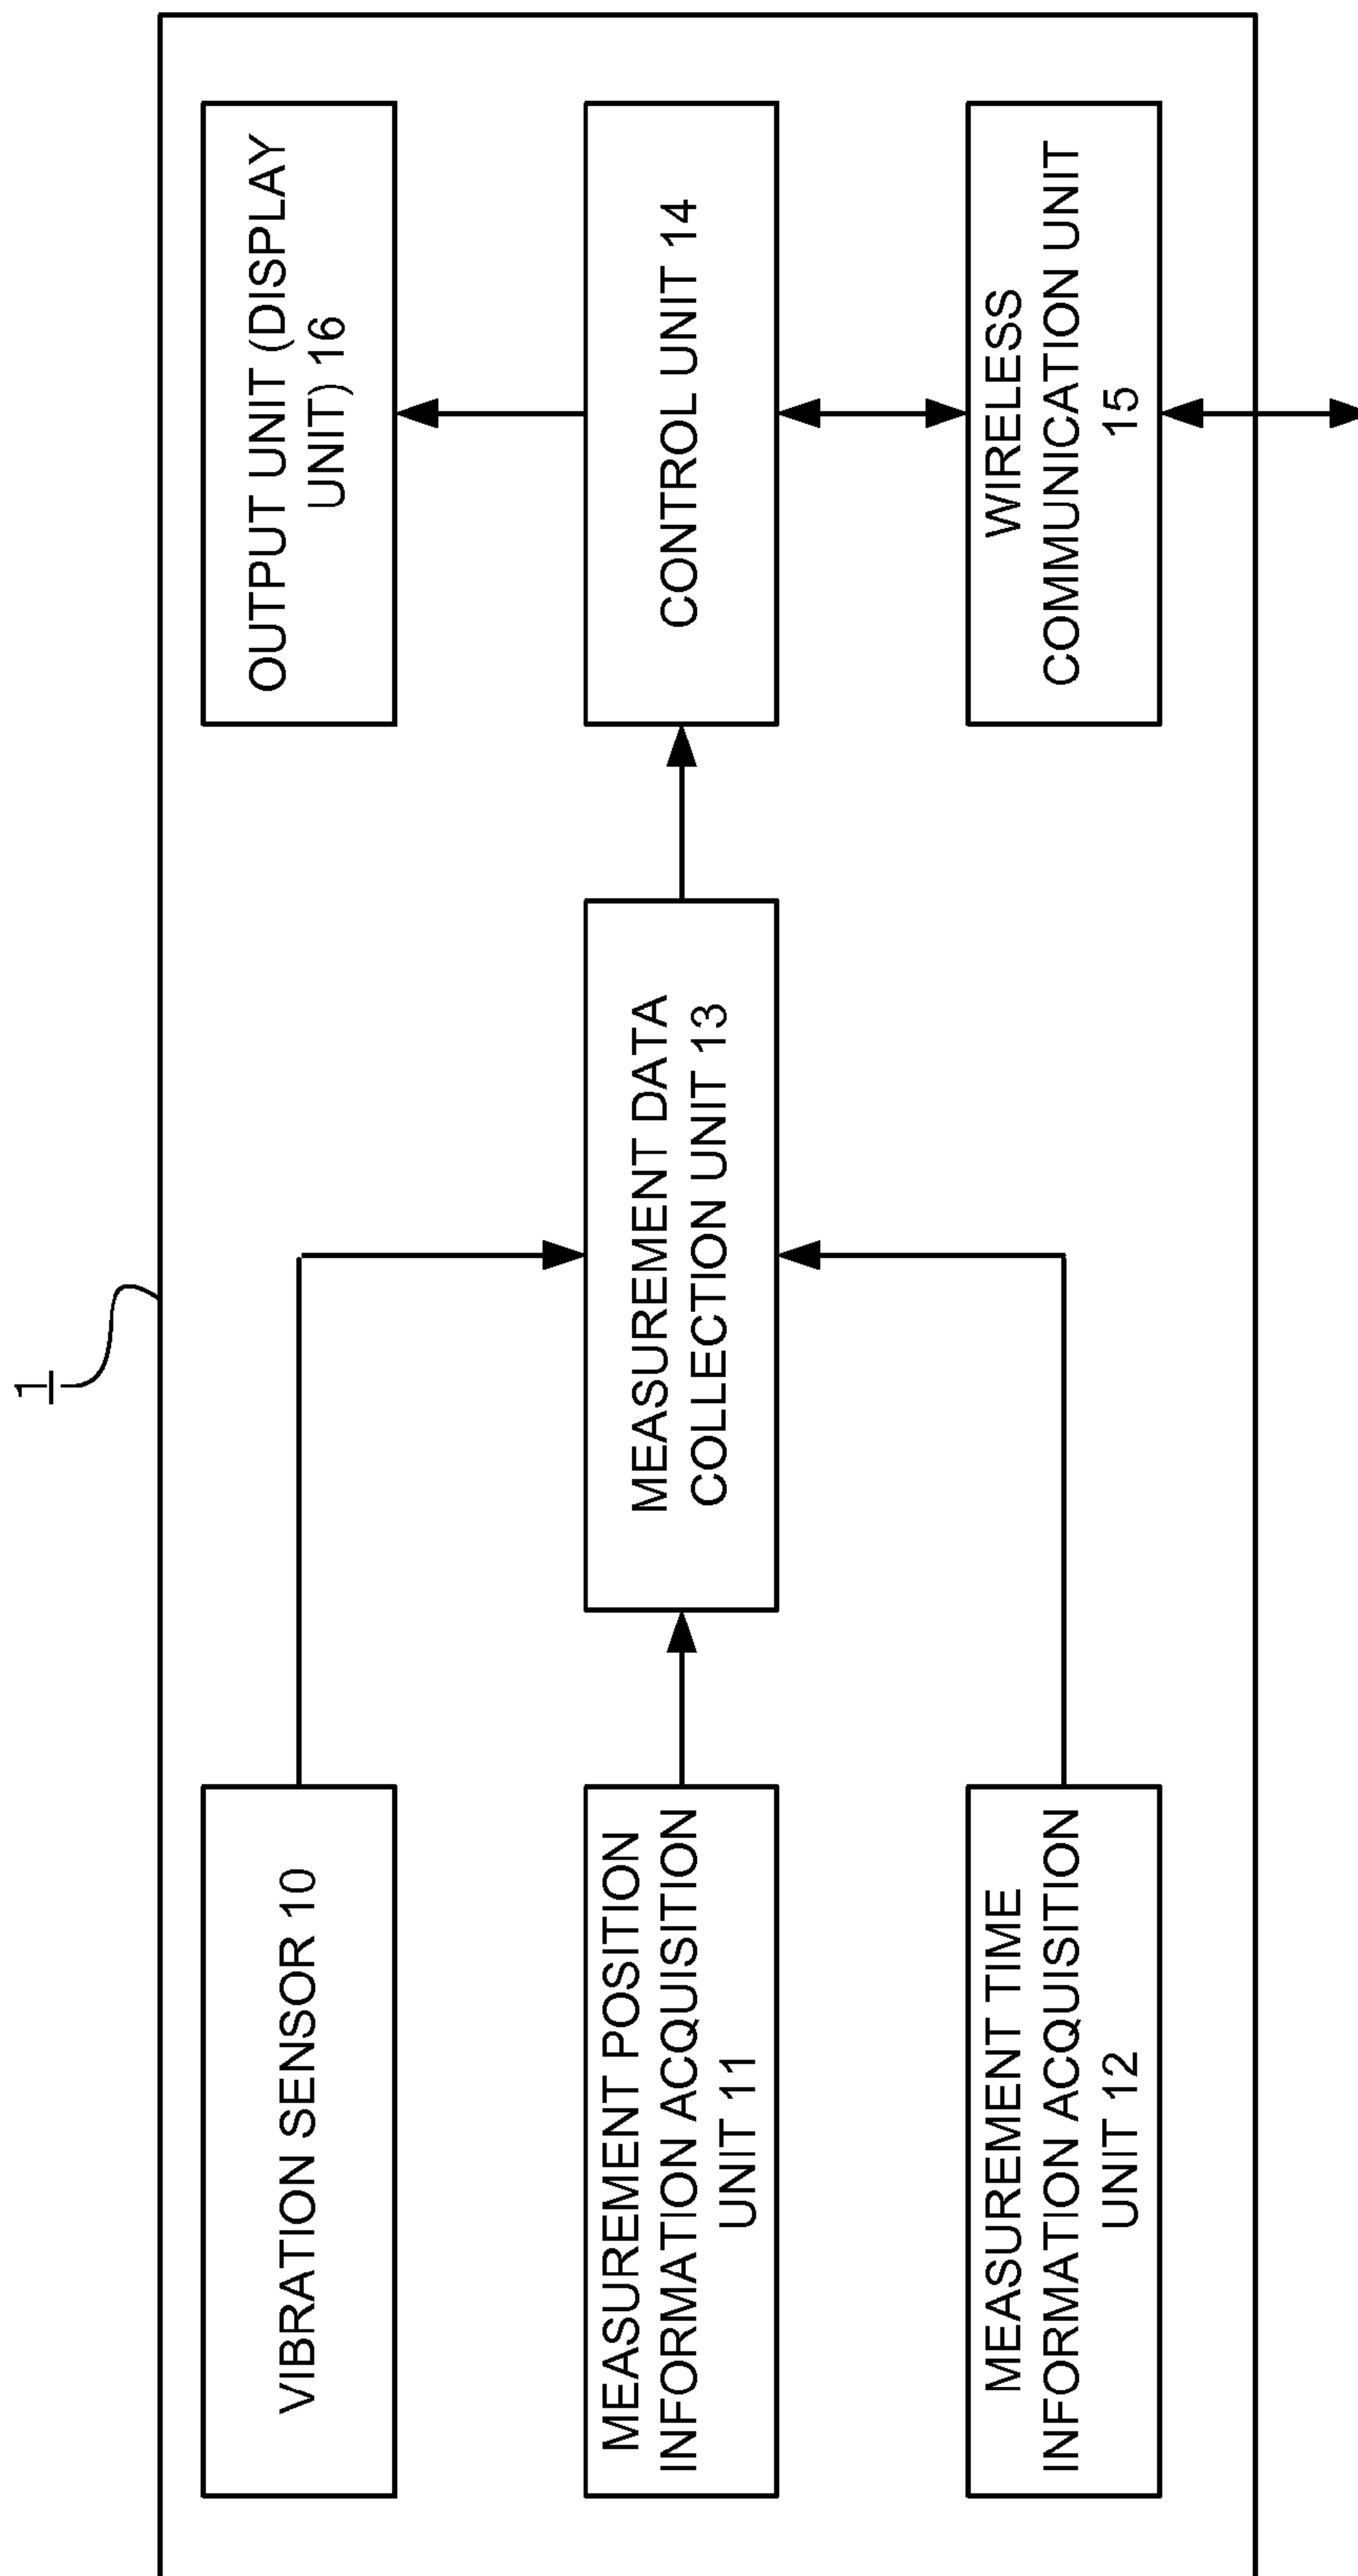 1
VIBRATION SENSOR 10
MEASUREMENT POSITION
INFORMATION ACQUISITION
UNIT 11
MEASUREMENT TIME
INFORMATION ACQUISITION
UNIT 12
MEASUREMENT DATA
COLLECTION UNIT 13
OUTPUT UNIT (DISPLAY
UNIT) 16
CONTROL UNIT 14
WIRELESS
COMMUNICATION UNIT
15